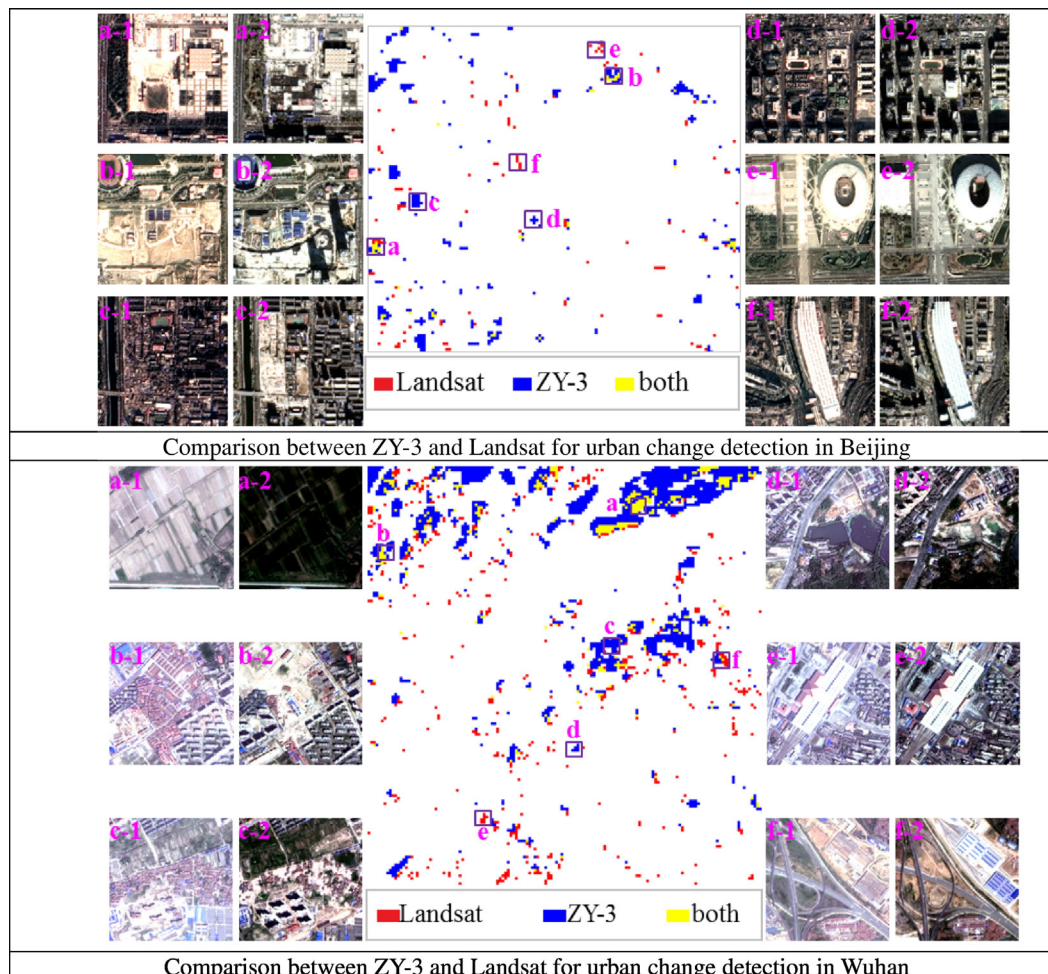 a-1 a-2 e d-1 d-2
b
b-1 b-2 f e-1 e-2
c
d
a
c-1 c-2 f-1 f-2
Landsat ZY-3 both
Comparison between ZY-3 and Landsat for urban change detection in Beijing
a-1 a-2 a d-1 d-2
b
b-1 b-2 c f e-1 e-2
d
c-1 c-2 e f-1 f-2
Landsat ZY-3 both
Comparison between ZY-3 and Landsat for urban change detection in Wuhan